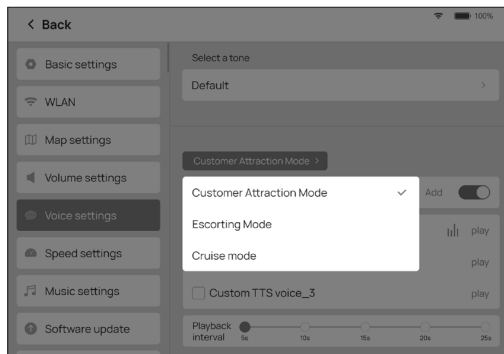 Back
100%
Basic settings
WLAN
Map settings
Volume settings
Voice settings
Speed settings
Music settings
Software update
Select a tone
Default
Customer Attraction Mode >
Customer Attraction Mode
Escorting Mode
Cruise mode
Add
play
play
Custom TTS voice_3
play
Playback
interval
5s 10s 15s 20s 25s